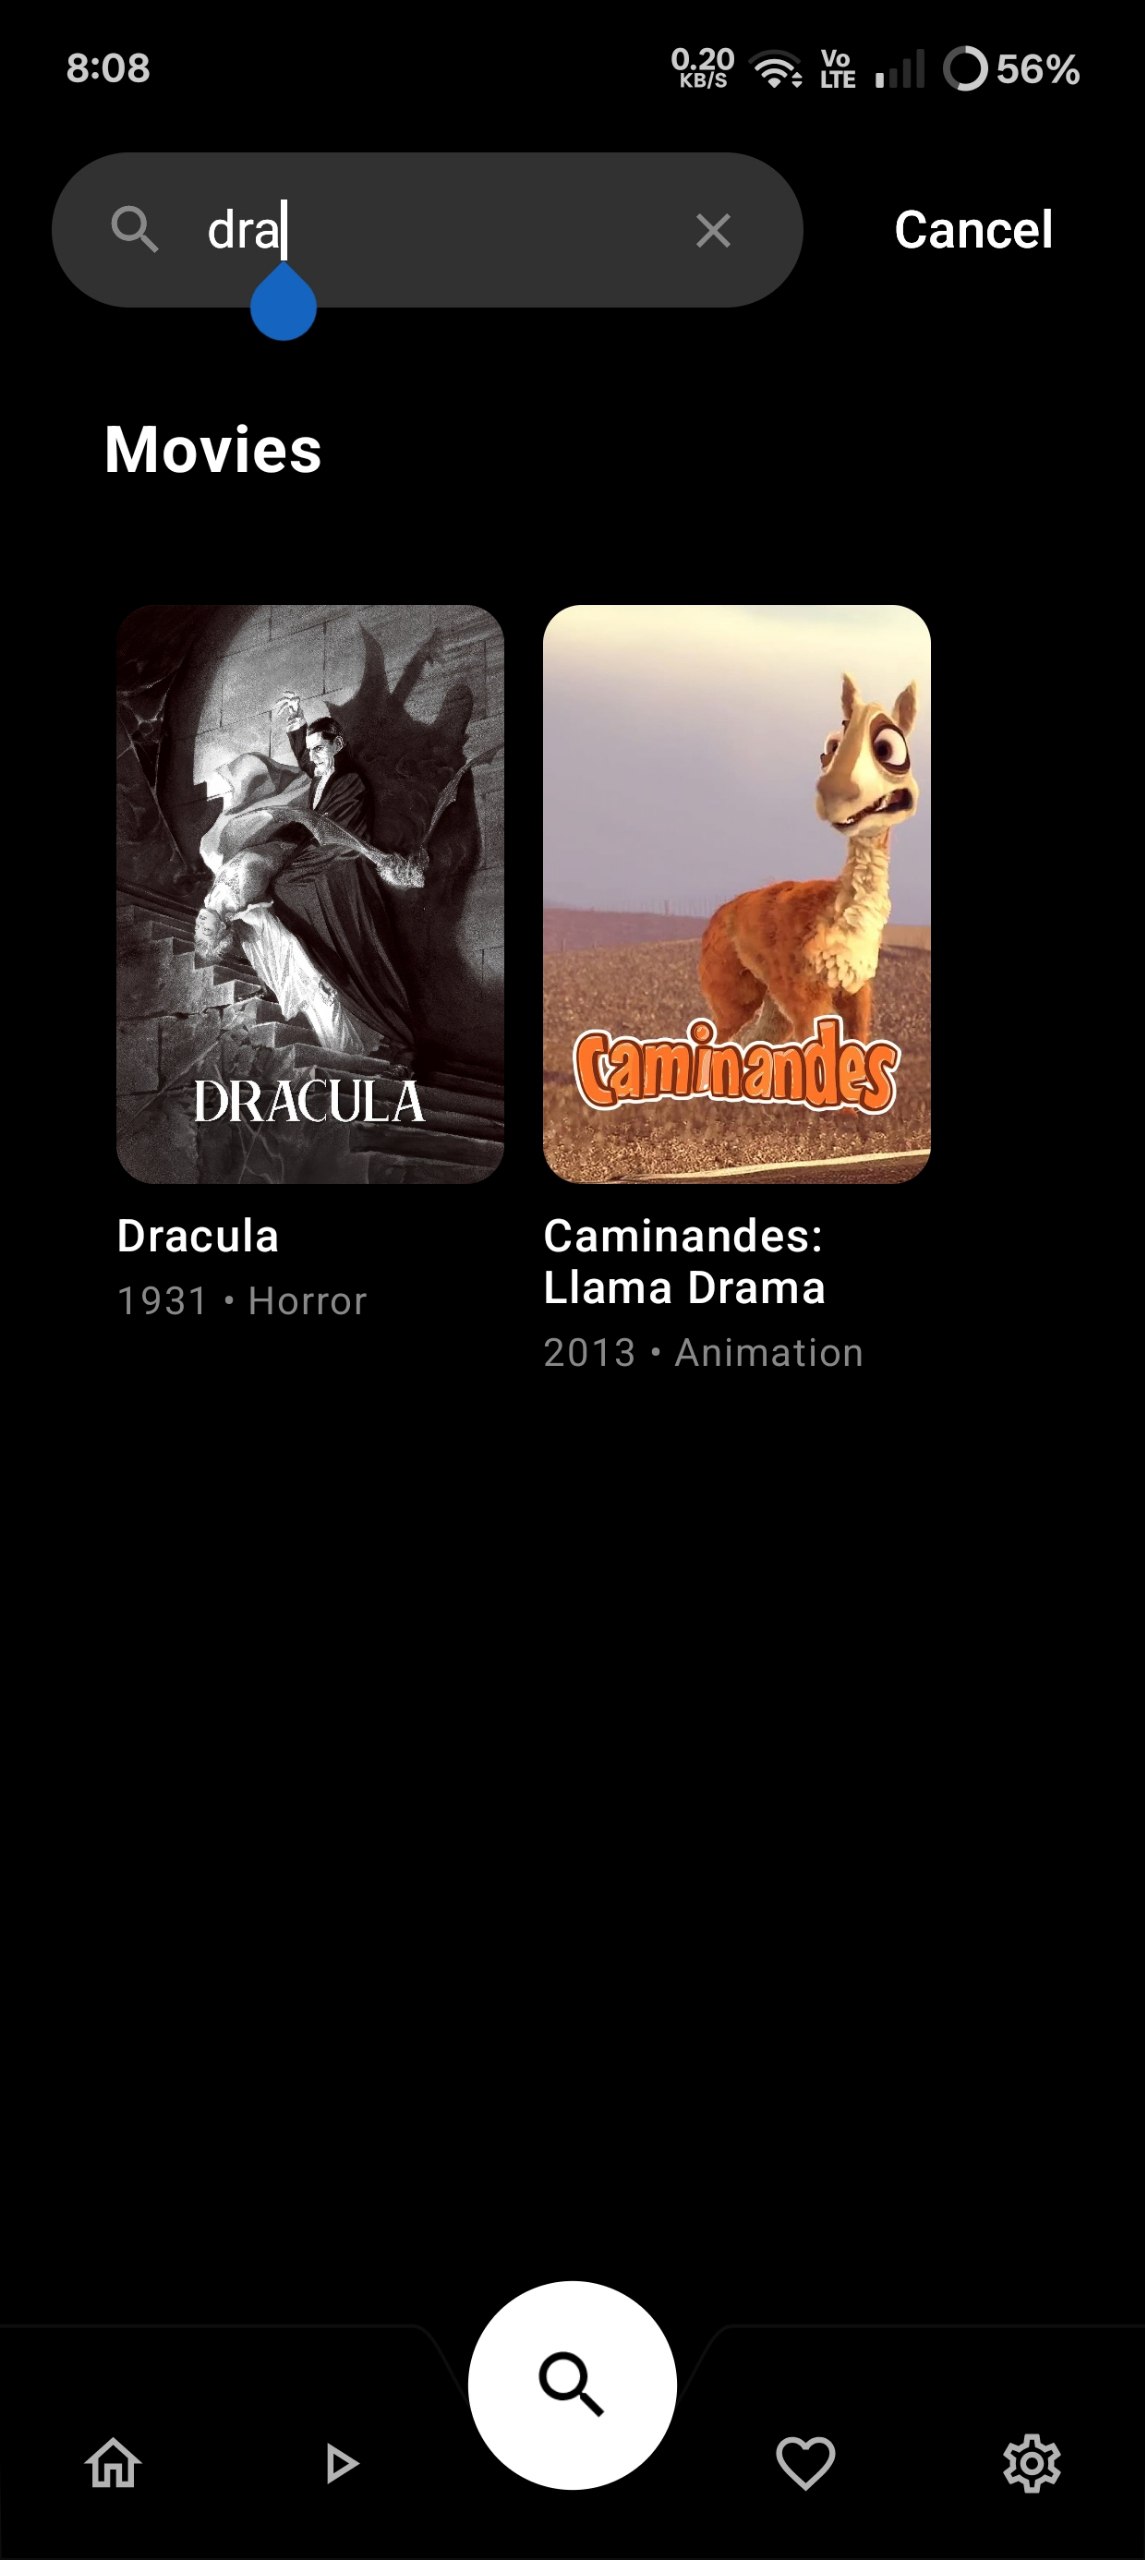 8:08
0.20
KB/S
Vo
LTE
56%
dra
Cancel
Movies
DRACULA
Caminandes
Dracula
1931 • Horror
Caminandes:
Llama Drama
2013 • Animation